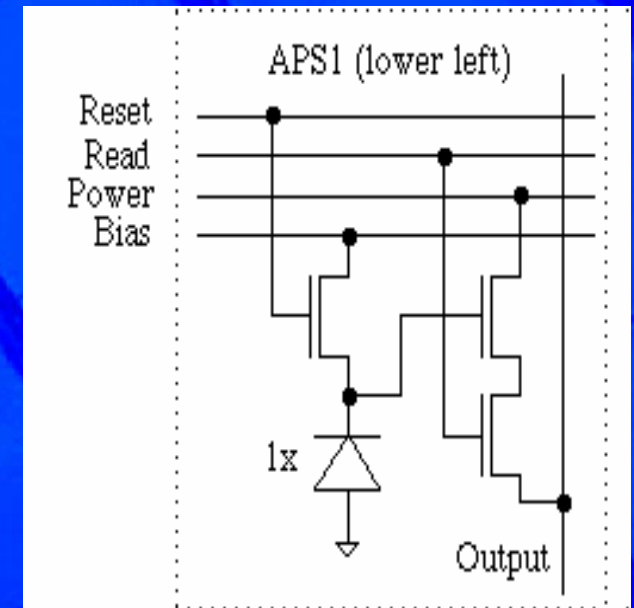 APS1 (lower left)
Reset
Read
Power
Bias
1x
Output